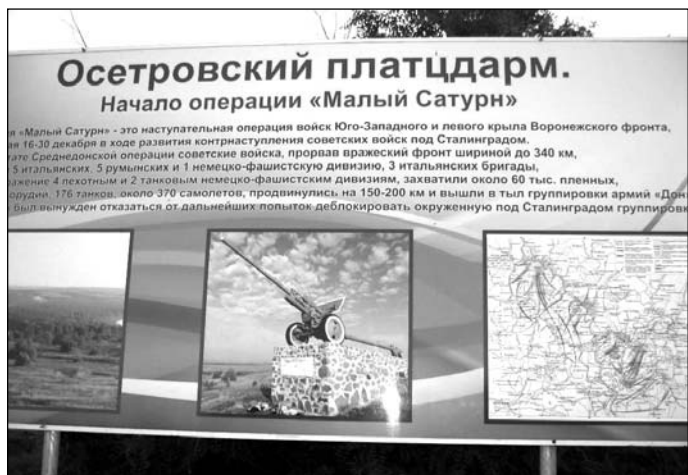 Осетровский платцдарм.
Начало операции «Малый Сатурн»
«Малый Сатурн» - это наступательная операция войск Юго-Западного и левого крыла Воронежского фронта,
16-30 декабря в ходе развития контрнаступления советских войск под Сталинградом.
Среднедонской операции советские войска, прорвав вражеский фронт шириной до 340 км,
5 итальянских, 5 румынских и 1 немецко-фашистскую дивизию, 3 итальянских бригады,
4 пехотным и 2 танковым немецко-фашистским дивизиям, захватили около 60 тыс. пленных,
176 танков, около 370 самолетов, продвинулись на 150-200 км и вышли в тыл группировки армий
был вынужден отказаться от дальнейших попыток деблокировать окруженную под Сталинградом